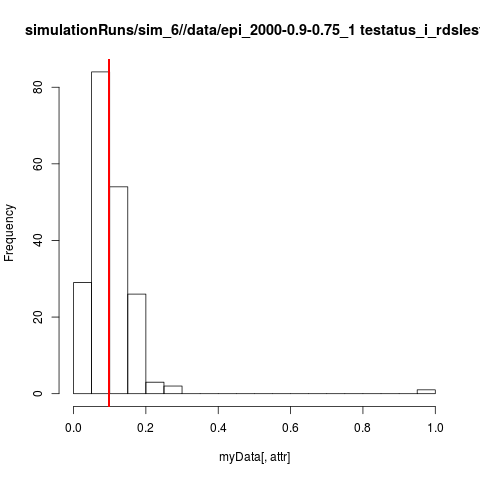 simulationRuns/sim_6//data/epi_2000-0.9-0.75_1 testatus_i_rdsles
Frequency
80
60
40
20
0
0.0 0.2 0.4 0.6 0.8 1.0
myData[, attr]